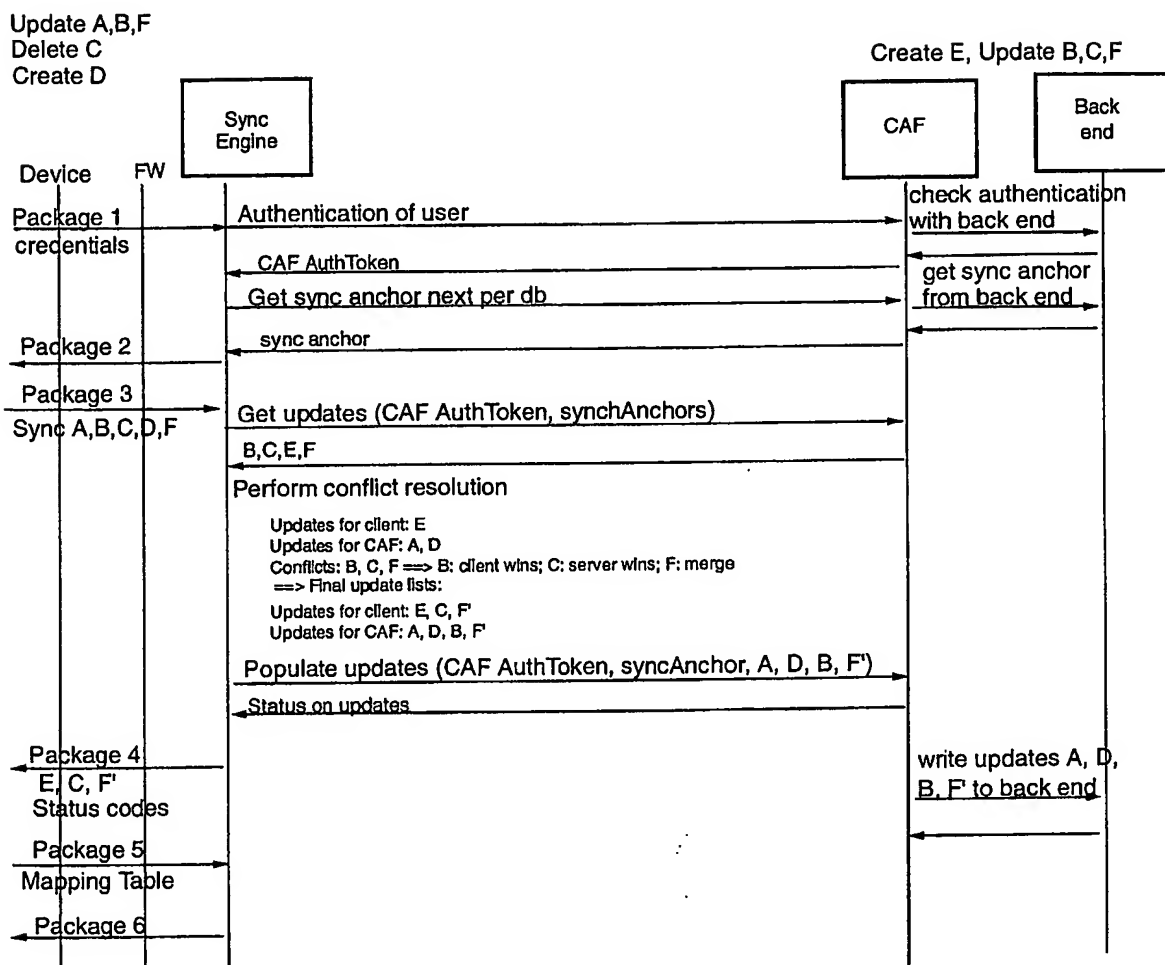 Update A,B,F
Delete C
Create D
Create E, Update B,C,F
Sync
Engine
CAF
Back
end
Device
FW
Package 1
credentials
Authentication of user
check authentication
with back end
CAF AuthToken
get sync anchor
from back end
Get sync anchor next per db
sync anchor
Package 2
Package 3
Sync A,B,C,D,F
Get updates (CAF AuthToken, synchAnchors)
B,C,E,F
Perform conflict resolution
Updates for client: E
Updates for CAF: A, D
Conflicts: B, C, F ==> B: client wins; C: server wins; F: merge
==> Final update lists:
Updates for client: E, C, F'
Updates for CAF: A, D, B, F'
Populate updates (CAF AuthToken, syncAnchor, A, D, B, F')
Status on updates
Package 4
E, C, F'
Status codes
write updates A, D,
B, F' to back end
Package 5
Mapping Table
Package 6